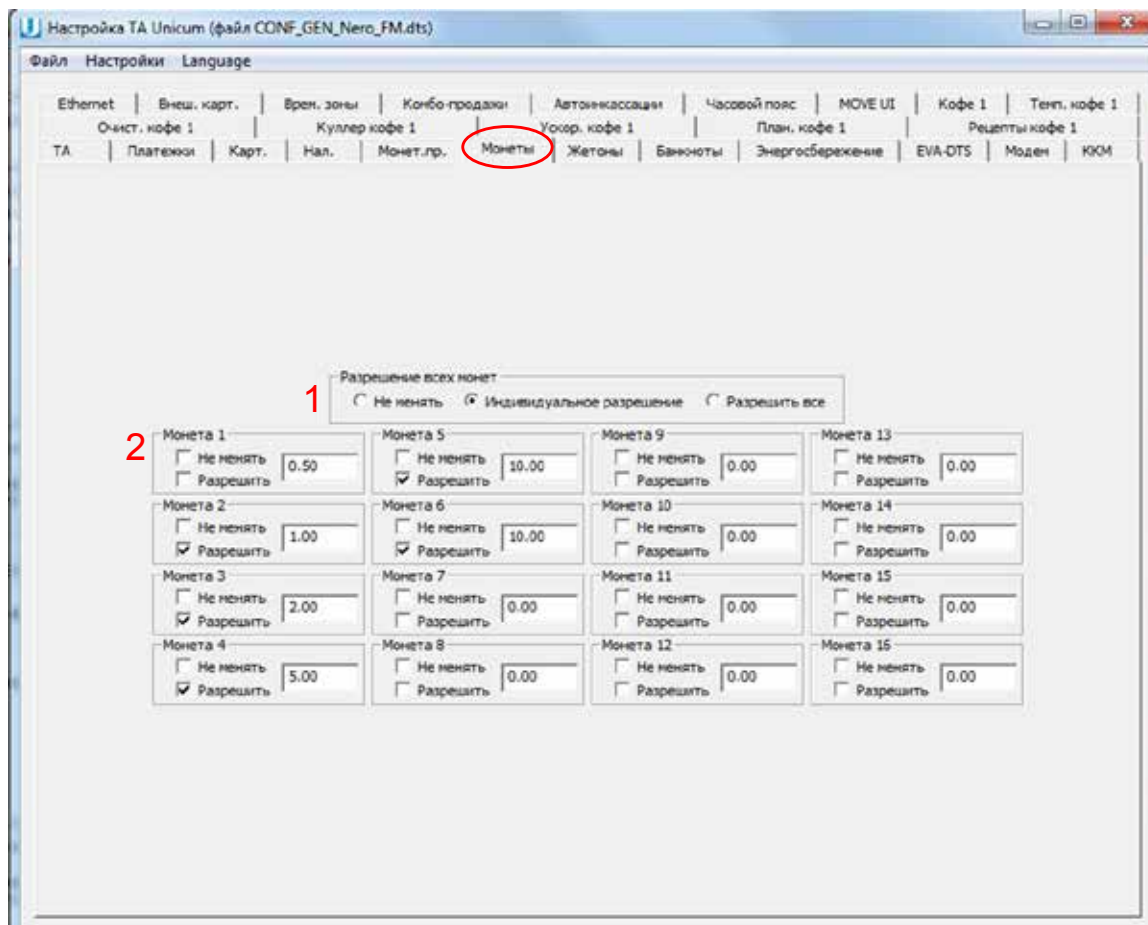 Настройка TA Unicum (файл CONF_GEN_Nero_FM.dts)
Файл Настройки Language
Ethernet Внеш. карт. Врен. зоны Конбо-продажи Автоинкассации Часовой пояс MOVE UI Кофе 1 Тенп. кофе 1
Очист. кофе 1 Куллер кофе 1 Ускор. кофе 1 План. кофе 1 Рецепты кофе 1
ТА Платежки Карт. Нал. Монет.пр. Монеты Жетоны Банкноты Энергосбережение EVA-DTS Модем ККМ
Разрешение всех монет
1 Не менять Индивидуальное разрешение Разрешить все
2 Монета 1 Монета 5 Монета 9 Монета 13
Не менять Не менять Не менять Не менять
0.50 10.00 0.00 0.00
Разрешить Разрешить Разрешить Разрешить
Монета 2 Монета 6 Монета 10 Монета 14
Не менять Не менять Не менять Не менять
1.00 10.00 0.00 0.00
Разрешить Разрешить Разрешить Разрешить
Монета 3 Монета 7 Монета 11 Монета 15
Не менять Не менять Не менять Не менять
2.00 0.00 0.00 0.00
Разрешить Разрешить Разрешить Разрешить
Монета 4 Монета 8 Монета 12 Монета 16
Не менять Не менять Не менять Не менять
5.00 0.00 0.00 0.00
Разрешить Разрешить Разрешить Разрешить